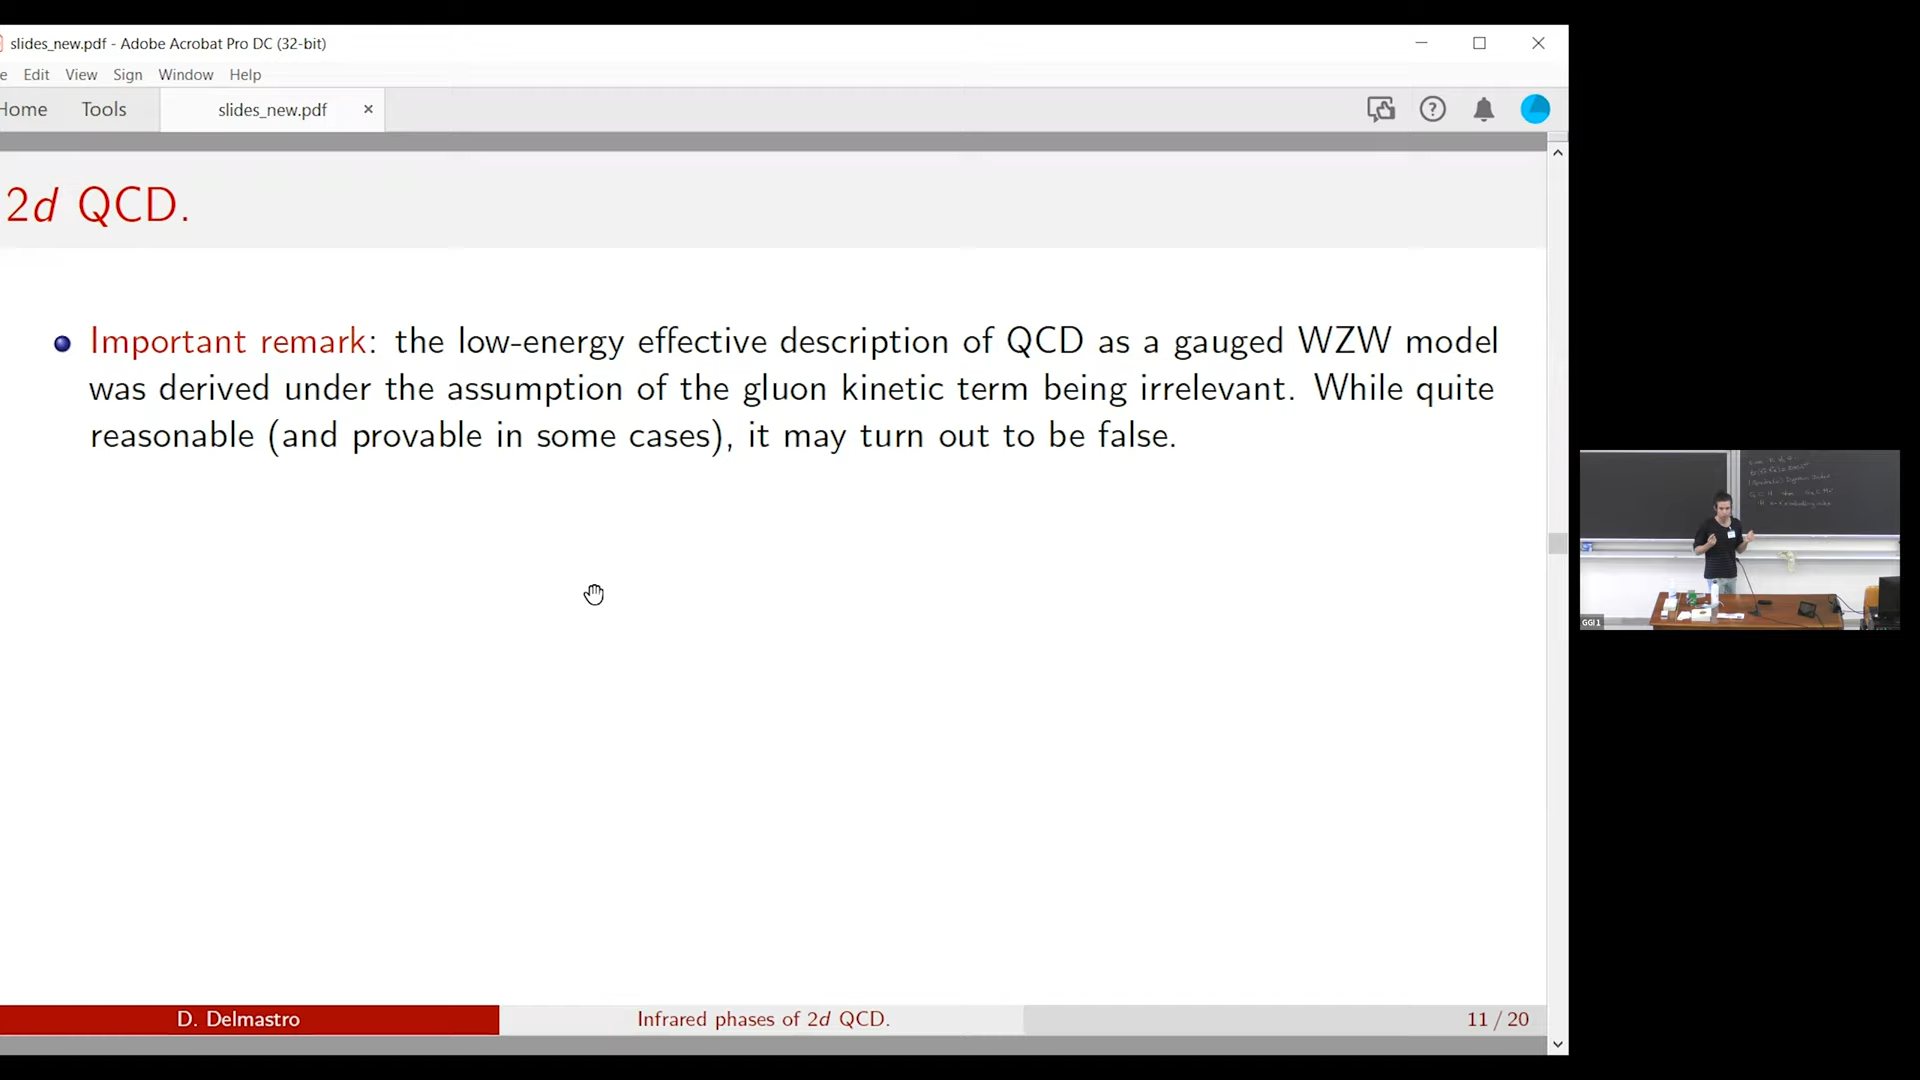 slides_new.pdf - Adobe Acrobat Pro DC (32-bit)
e Edit View Sign Window Help
Home Tools slides_new.pdf ×
2d QCD.
Important remark: the low-energy effective description of QCD as a gauged WZW model
was derived under the assumption of the gluon kinetic term being irrelevant. While quite
reasonable (and provable in some cases), it may turn out to be false.
GGI 1
D. Delmastro Infrared phases of 2d QCD. 11 / 20